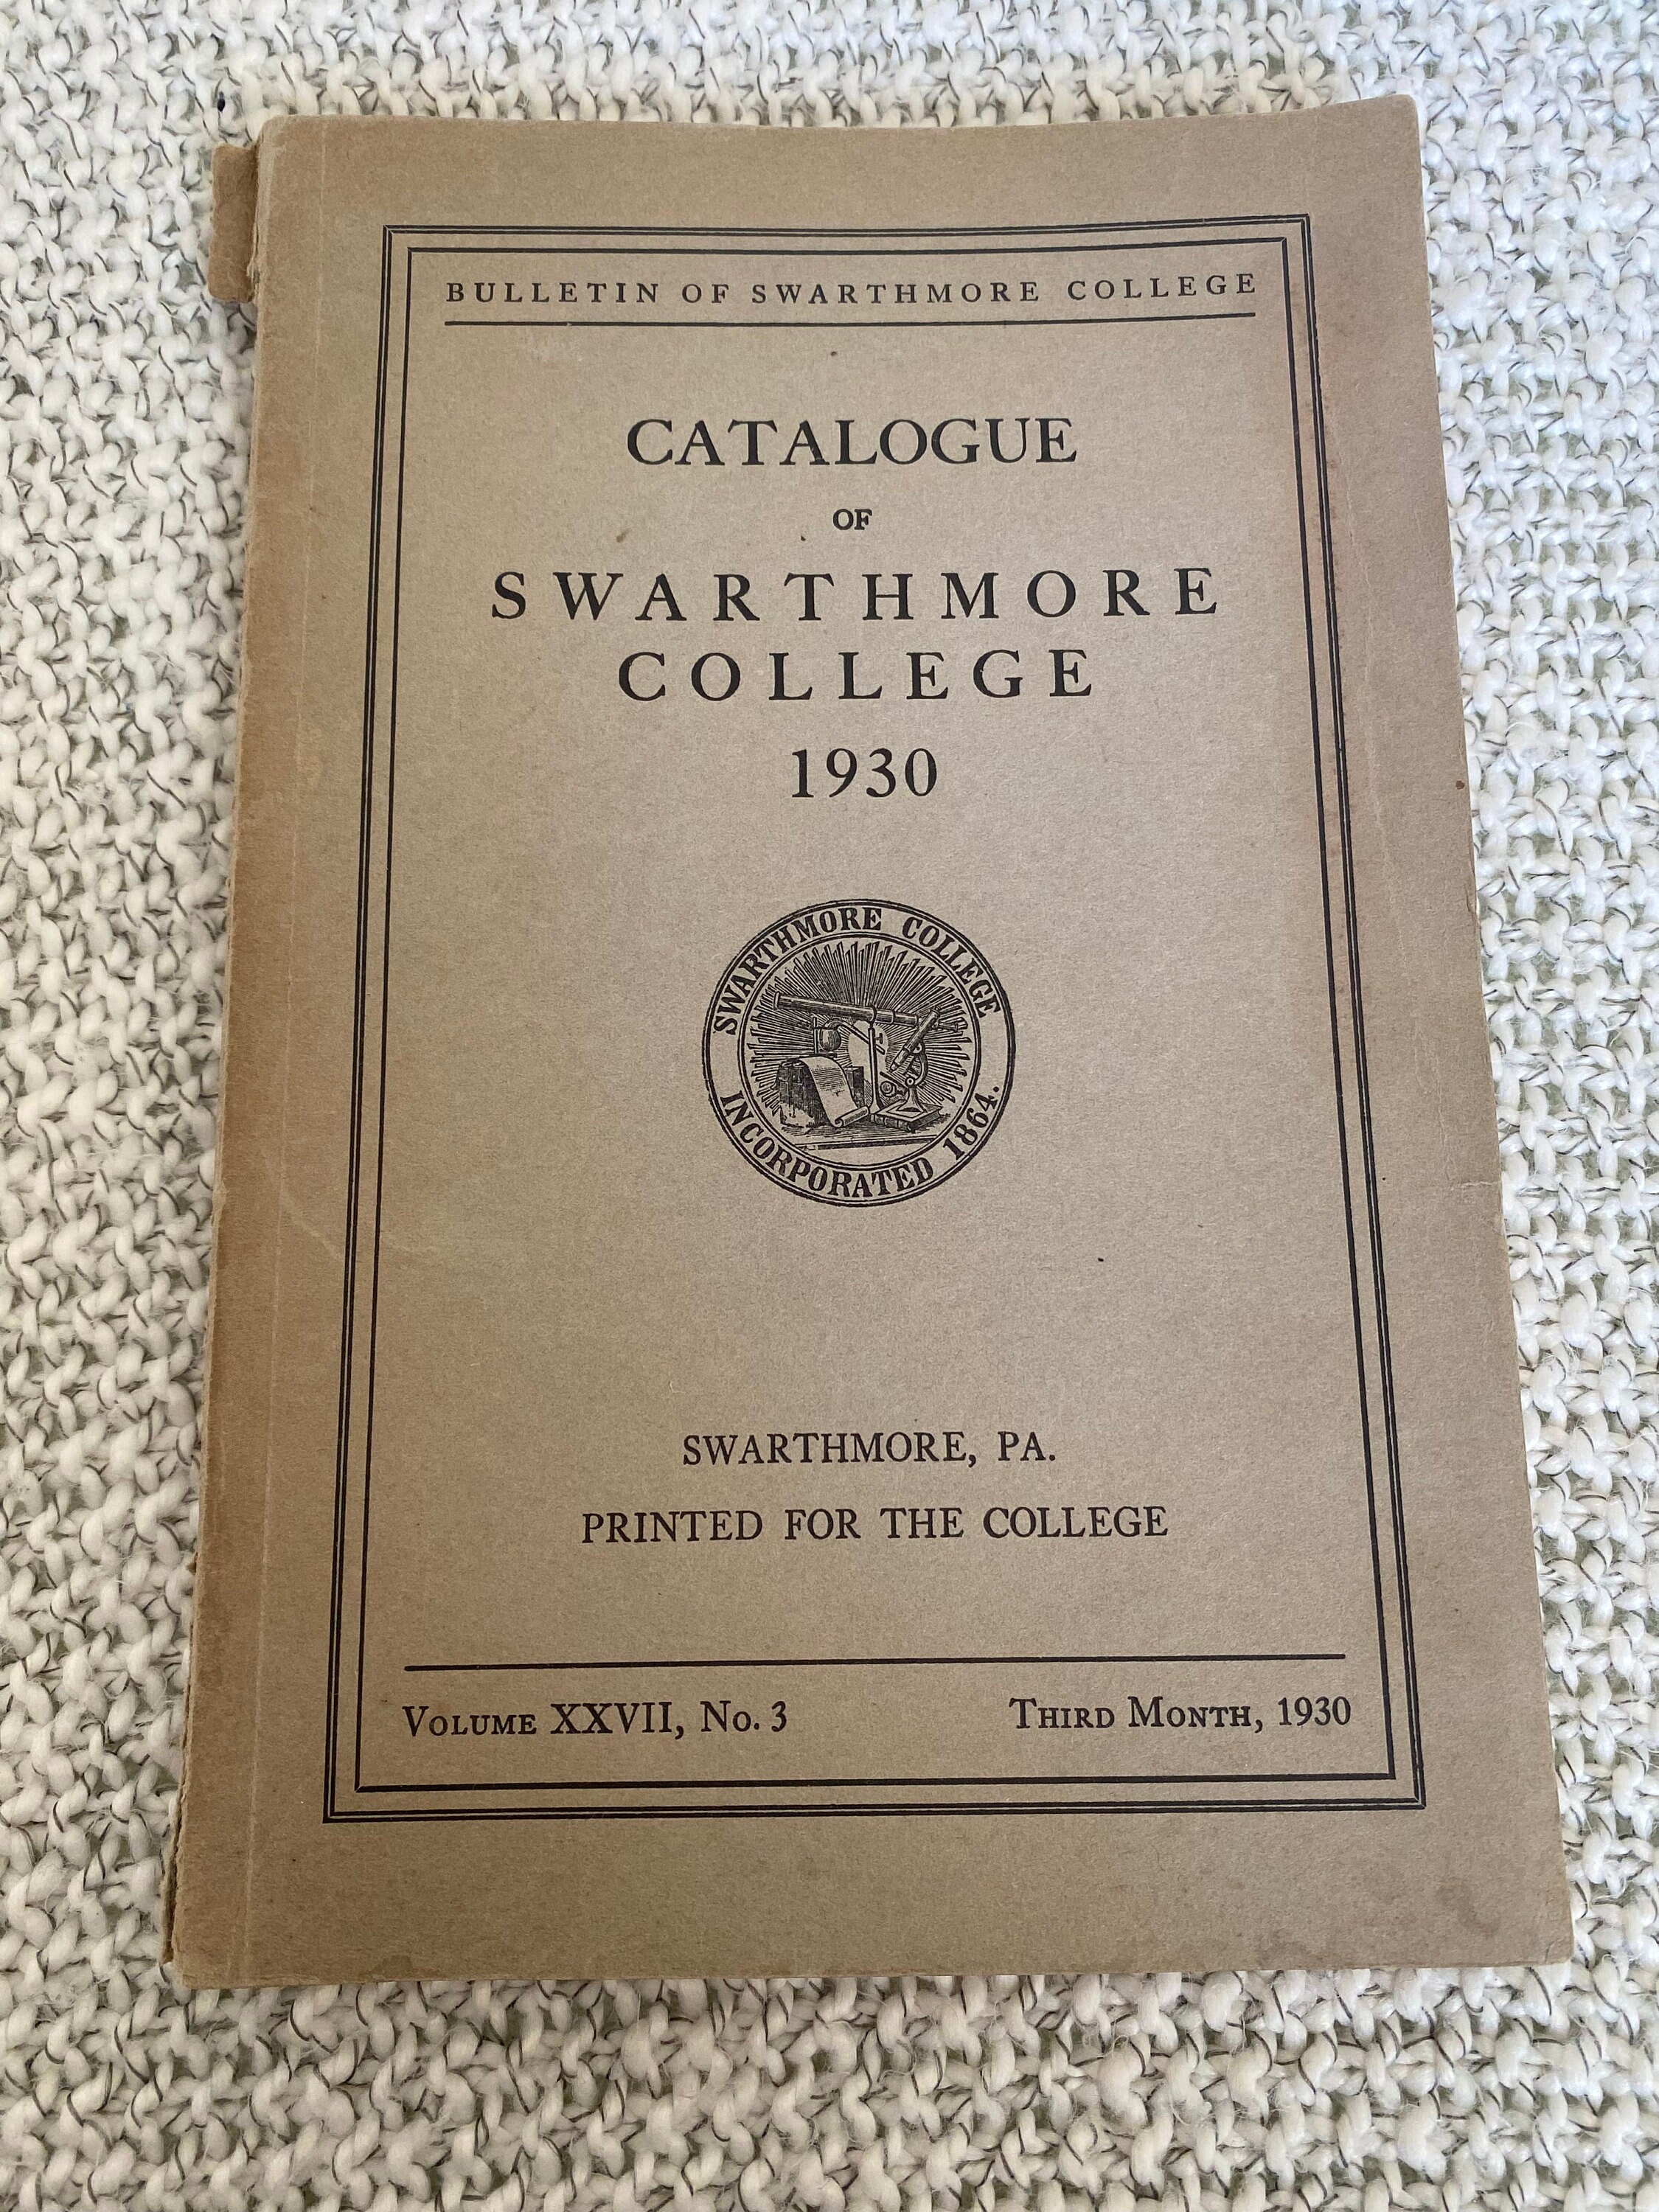 BULLETIN OF SWARTHMORE COLLEGE
CATALOGUE
OF
SWARTHMORE
COLLEGE
1930
SWARTHMORE COLLEGE
INCORPORATED 1864.
SWARTHMORE, PA.
PRINTED FOR THE COLLEGE
VOLUME XXVII, NO. 3
THIRD MONTH, 1930